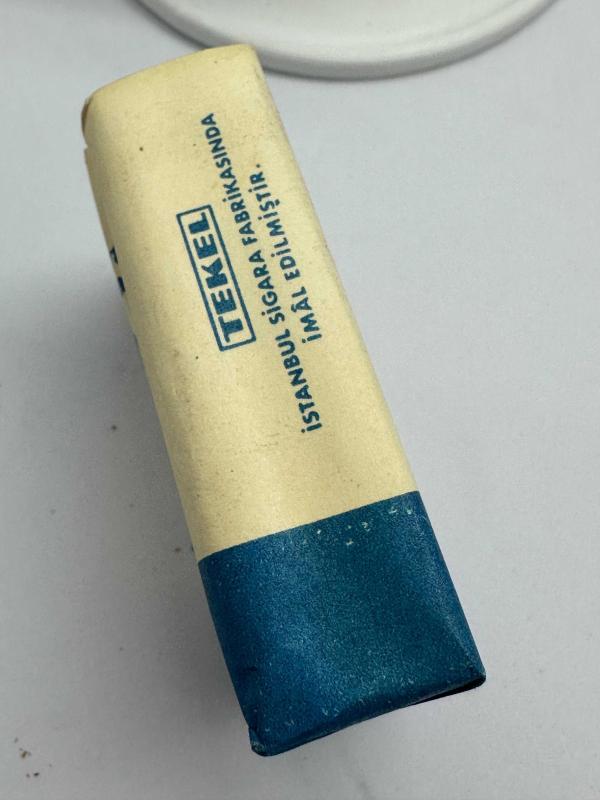 TEKEL
İSTANBUL SİGARA FABRİKASINDA
İMÂL EDİLMİŞTİR.